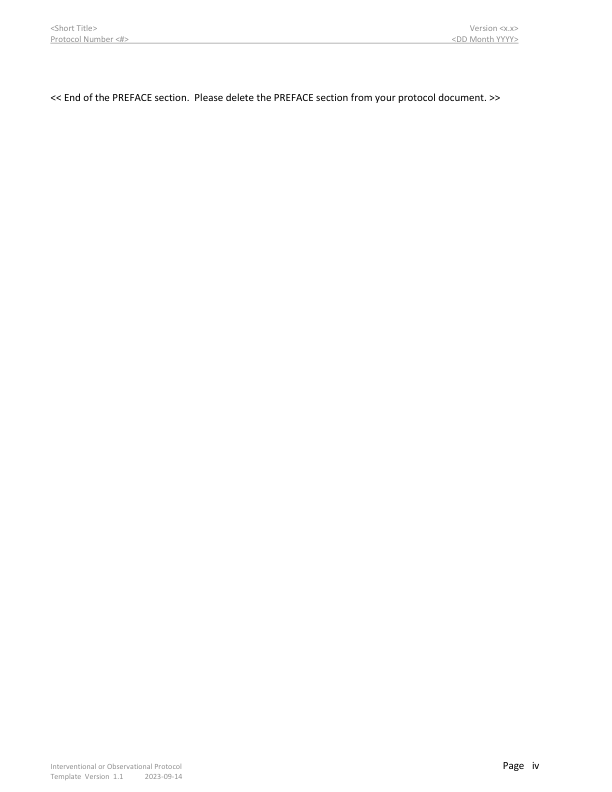 <Short Title>
Version <x.x>
Protocol Number <#>
<DD Month YYYY>
<< End of the PREFACE section.  Please delete the PREFACE section from your protocol document. >>
Interventional or Observational Protocol
Page iv
Template Version 1.1 2023-09-14